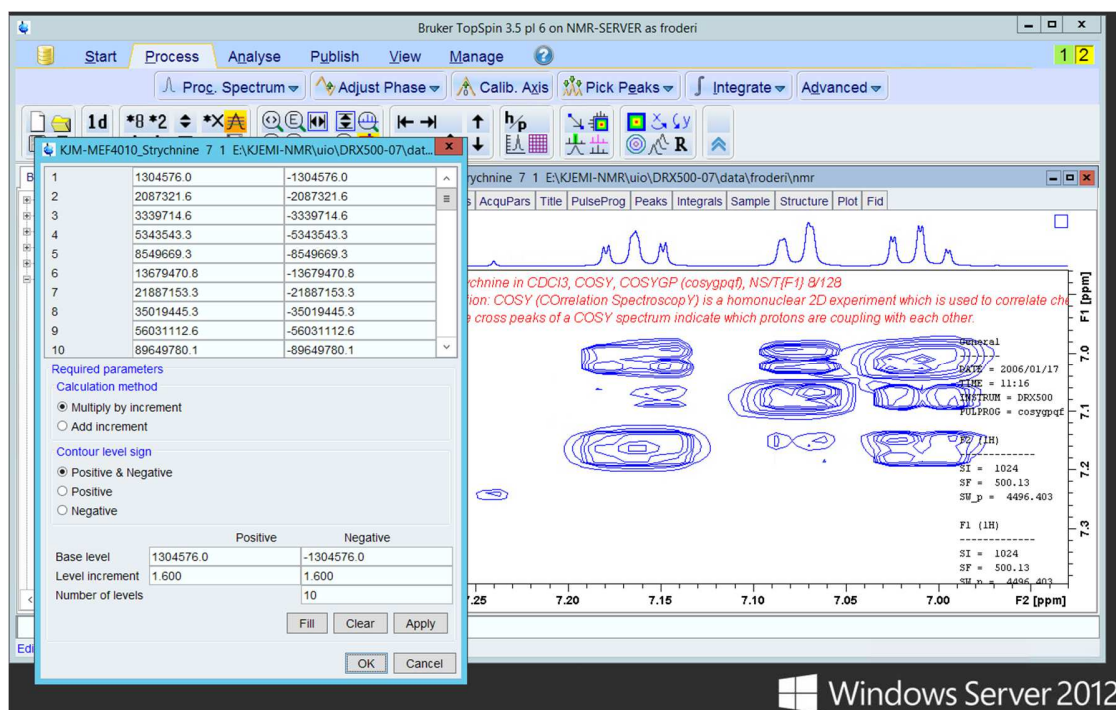 Bruker TopSpin 3.5 pl 6 on NMR-SERVER as froderi
Start Process Analyse Publish View Manage ? 1 2
Proc. Spectrum Adjust Phase Calib. Axis Pick Peaks Integrate Advanced
1d *8 *2 *X E h/p R
KJM-MEF4010_Strychnine 7 1 E:\KJEMI-NMR\uio\DRX500-07\dat... x
1 1304576.0 -1304576.0
2 2087321.6 -2087321.6
3 3339714.6 -3339714.6
4 5343543.3 -5343543.3
5 8549669.3 -8549669.3
6 13679470.8 -13679470.8
7 21887153.3 -21887153.3
8 35019445.3 -35019445.3
9 56031112.6 -56031112.6
10 89649780.1 -89649780.1
Required parameters
Calculation method
Multiply by increment
Add increment
Contour level sign
Positive & Negative
Positive
Negative
Positive Negative
Base level 1304576.0 -1304576.0
Level increment 1.600 1.600
Number of levels 10
Fill Clear Apply
OK Cancel
rychnine 7 1 E:\KJEMI-NMR\uio\DRX500-07\data\froderi\nmr
s AcquPars Title PulseProg Peaks Integrals Sample Structure Plot Fid
ychnine in CDCl3, COSY, COSYGP (cosygpqf), NS/T{F1} 8/128
ion: COSY (COrrelation SpectroscopY) is a homonuclear 2D experiment which is used to correlate che
e cross peaks of a COSY spectrum indicate which protons are coupling with each other.
General
DATE = 2006/01/17
TIME = 11:16
INSTRUM = DRX500
PULPROG = cosygpqf
F2 (1H)
SI = 1024
SF = 500.13
SW_p = 4496.403
F1 (1H)
SI = 1024
SF = 500.13
SW_p = 4496.403
F1 [ppm]
7.0
7.1
7.2
7.3
.25 7.20 7.15 7.10 7.05 7.00 F2 [ppm]
Edi
Windows Server 2012